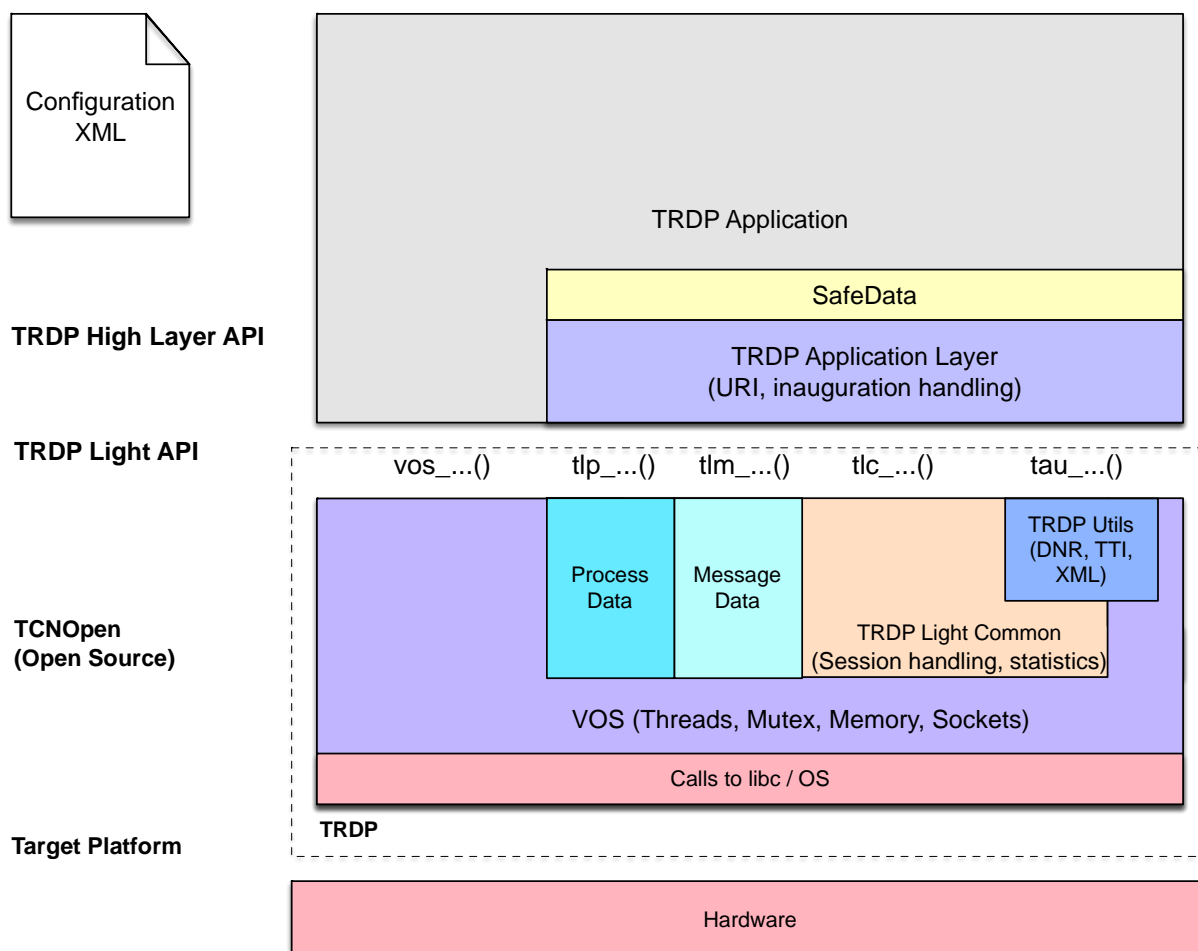 Configuration
XML
TRDP Application
SafeData
TRDP High Layer API
TRDP Application Layer
(URI, inauguration handling)
TRDP Light API
vos_...()
tlp_...()
tlm_...()
tlc_...()
tau_...()
TRDP Utils
(DNR, TTI,
XML)
Process
Data
Message
Data
TCNOpen
(Open Source)
TRDP Light Common
(Session handling, statistics)
VOS (Threads, Mutex, Memory, Sockets)
Calls to libc / OS
TRDP
Target Platform
Hardware